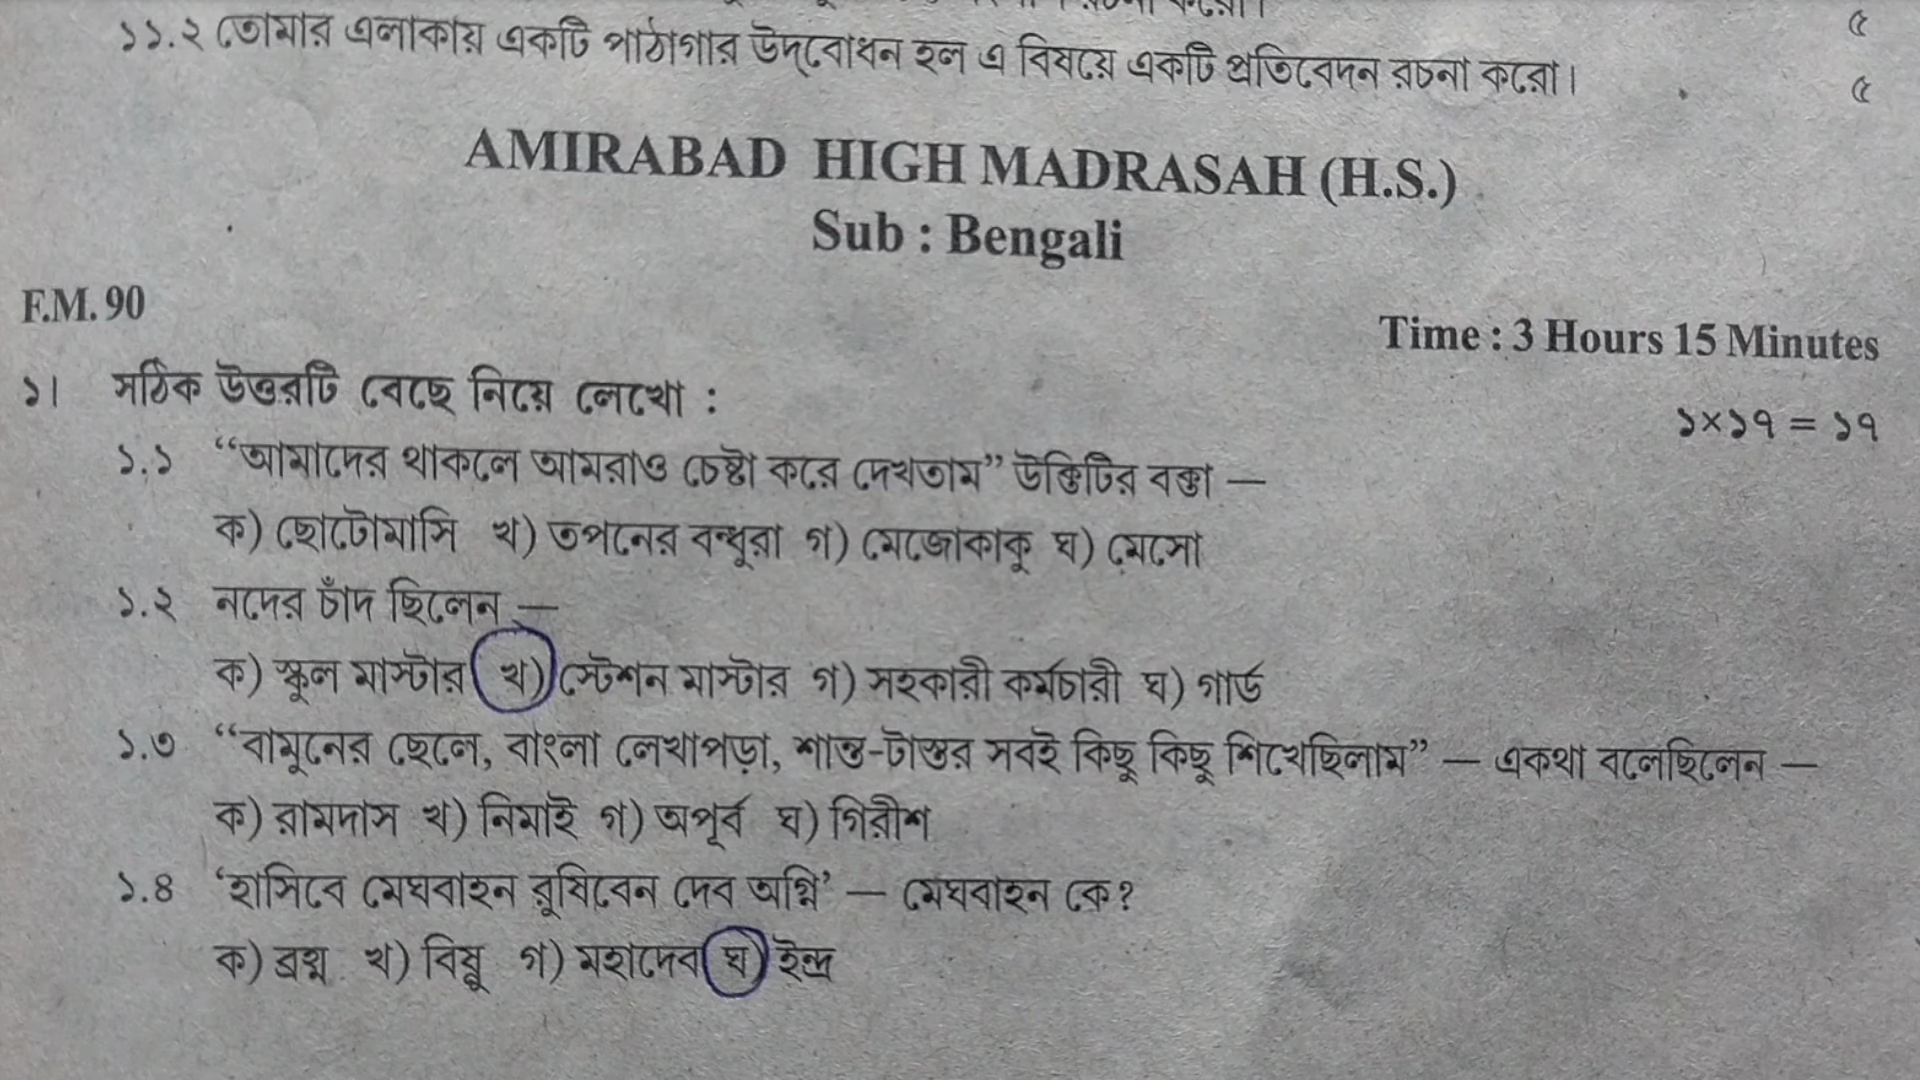 রচনা করো।
৫
১১.২ তোমার এলাকায় একটি পাঠাগার উদ্‌বোধন হল এ বিষয়ে একটি প্রতিবেদন রচনা করো।
৫
AMIRABAD HIGH MADRASAH (H.S.)
Sub : Bengali
F.M. 90
Time : 3 Hours 15 Minutes
১। সঠিক উত্তরটি বেছে নিয়ে লেখো :
১×১৭ = ১৭
১.১ “আমাদের থাকলে আমরাও চেষ্টা করে দেখতাম” উক্তিটির বক্তা —
ক) ছোটোমাসি খ) তপনের বন্ধুরা গ) মেজোকাকু ঘ) মেসো
১.২ নদের চাঁদ ছিলেন —
ক) স্কুল মাস্টার খ) স্টেশন মাস্টার গ) সহকারী কর্মচারী ঘ) গার্ড
১.৩ “বামুনের ছেলে, বাংলা লেখাপড়া, শাস্ত-টাস্তর সবই কিছু কিছু শিখেছিলাম” — একথা বলেছিলেন —
ক) রামদাস খ) নিমাই গ) অপূর্ব ঘ) গিরীশ
১.৪ ‘হাসিবে মেঘবাহন রুষিবেন দেব অগ্নি’ — মেঘবাহন কে?
ক) ব্রহ্ম খ) বিষ্ণু গ) মহাদেব ঘ) ইন্দ্র